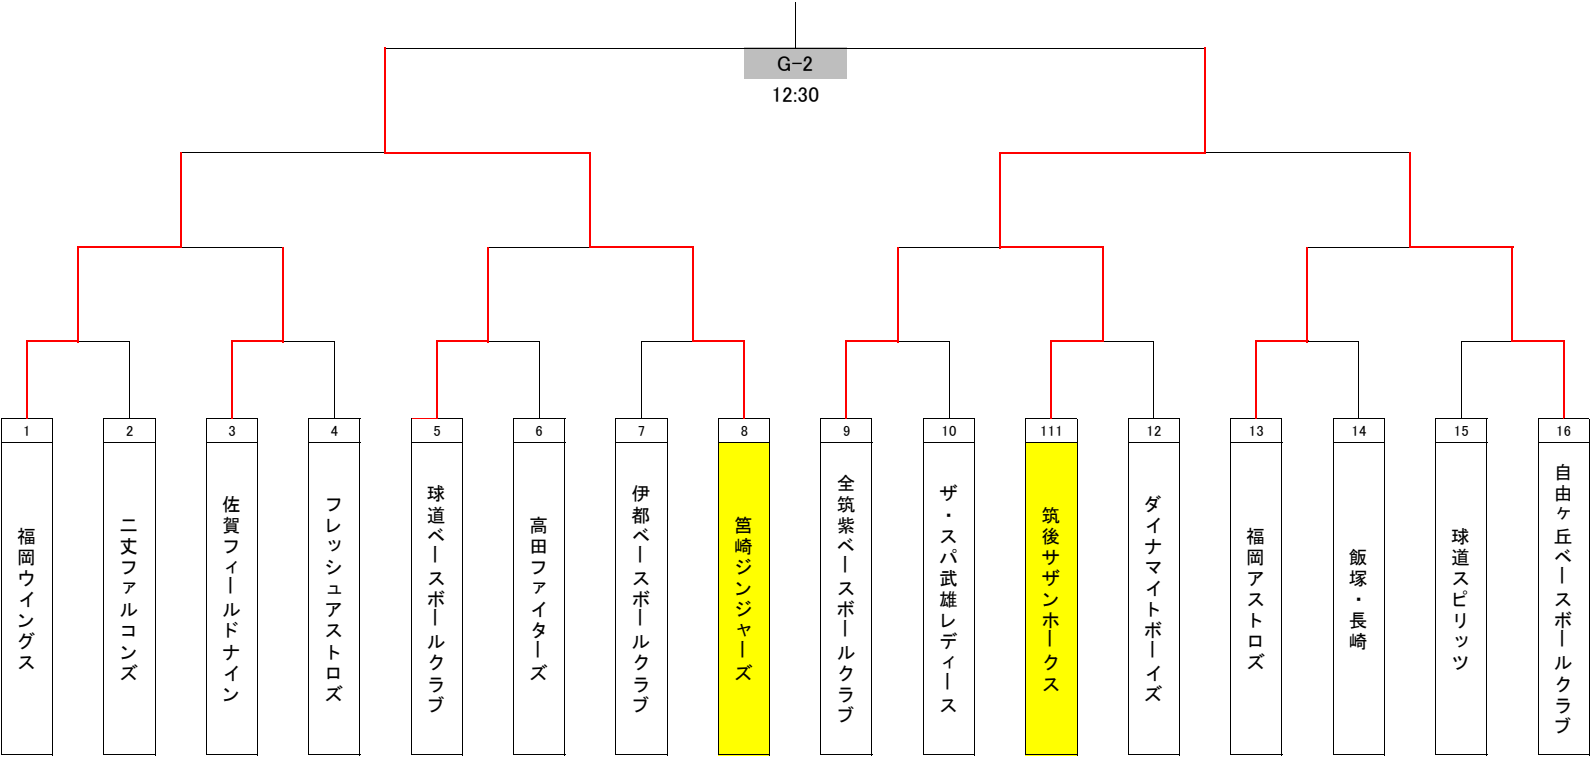 G-2
12:30
1
2
3
4
5
6
7
8
9
10
111
12
13
14
15
16
福岡ウイングス
二丈ファルコンズ
佐賀フィールドナイン
フレッシュアストロズ
球道ベースボールクラブ
高田ファイターズ
伊都ベースボールクラブ
筥崎ジンジャーズ
全筑紫ベースボールクラブ
ザ・スパ武雄レディース
筑後サザンホークス
ダイナマイトボーイズ
福岡アストロズ
飯塚・長崎
球道スピリッツ
自由ヶ丘ベースボールクラブ